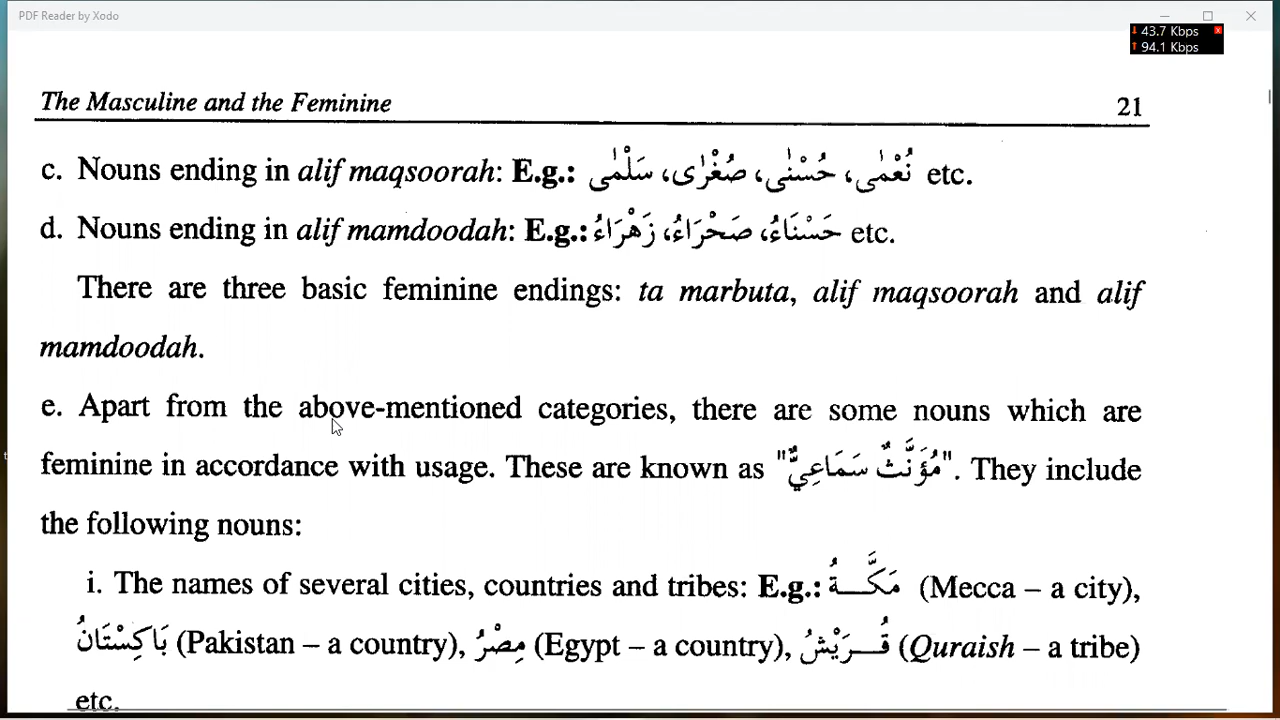 PDF Reader by Xodo
43.7 Kbps
94.1 Kbps
The Masculine and the Feminine 21
c. Nouns ending in alif maqsoorah: E.g.: نُعْمٰى، حُسْنٰى، صُغْرٰى، سَلْمٰى etc.
d. Nouns ending in alif mamdoodah: E.g.: حَسْنَاءُ، صَحْرَاءُ، زَهْرَاءُ etc.
There are three basic feminine endings: ta marbuta, alif maqsoorah and alif
mamdoodah.
e. Apart from the above-mentioned categories, there are some nouns which are
feminine in accordance with usage. These are known as "مُؤَنَّثٌ سَمَاعِيٌّ". They include
the following nouns:
i. The names of several cities, countries and tribes: E.g.: مَكَّـــةُ (Mecca – a city),
بَاكِسْتَانُ (Pakistan – a country), مِصْرُ (Egypt – a country), قُـــرَيْشُ (Quraish – a tribe)
etc.